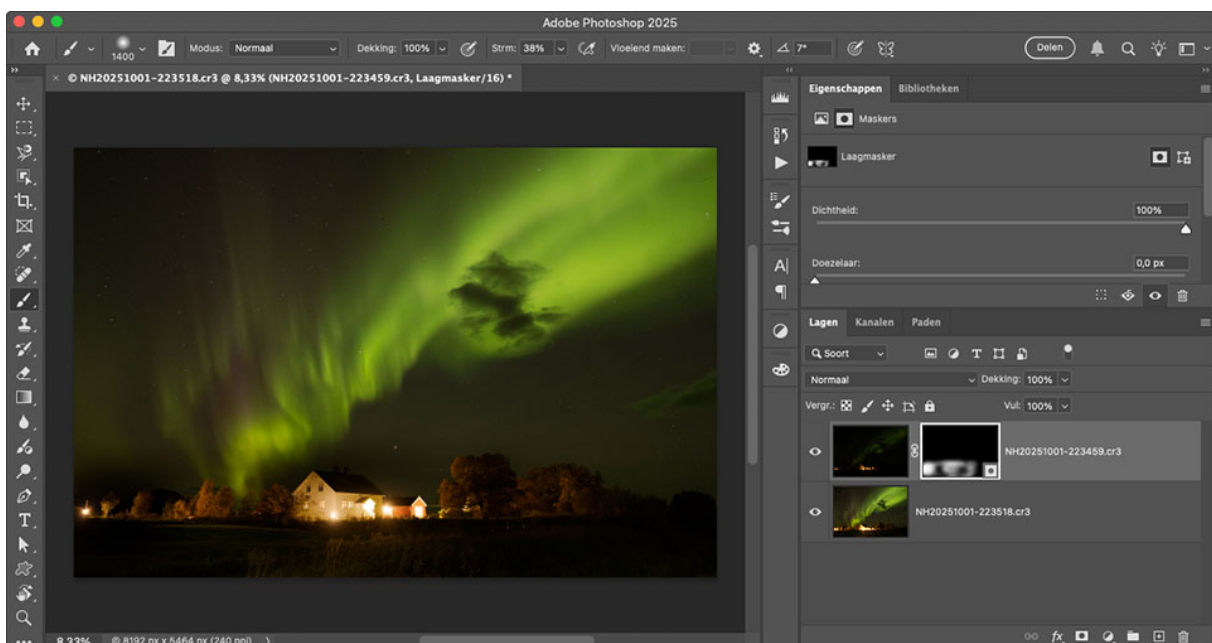 Adobe Photoshop 2025
1400 Modus: Normaal Dekking: 100% Strm: 38% Vloeiend maken: 7° Delen
× © NH20251001-223518.cr3 @ 8,33% (NH20251001-223459.cr3, Laagmasker/16) *
Eigenschappen Bibliotheken
Maskers
Laagmasker
Dichtheid: 100%
Doezelaar: 0,0 px
Lagen Kanalen Paden
Soort
Normaal Dekking: 100%
Vergr.: Vul: 100%
NH20251001-223459.cr3
NH20251001-223518.cr3
8,33% © 8192 px x 5464 px (240 ppi)